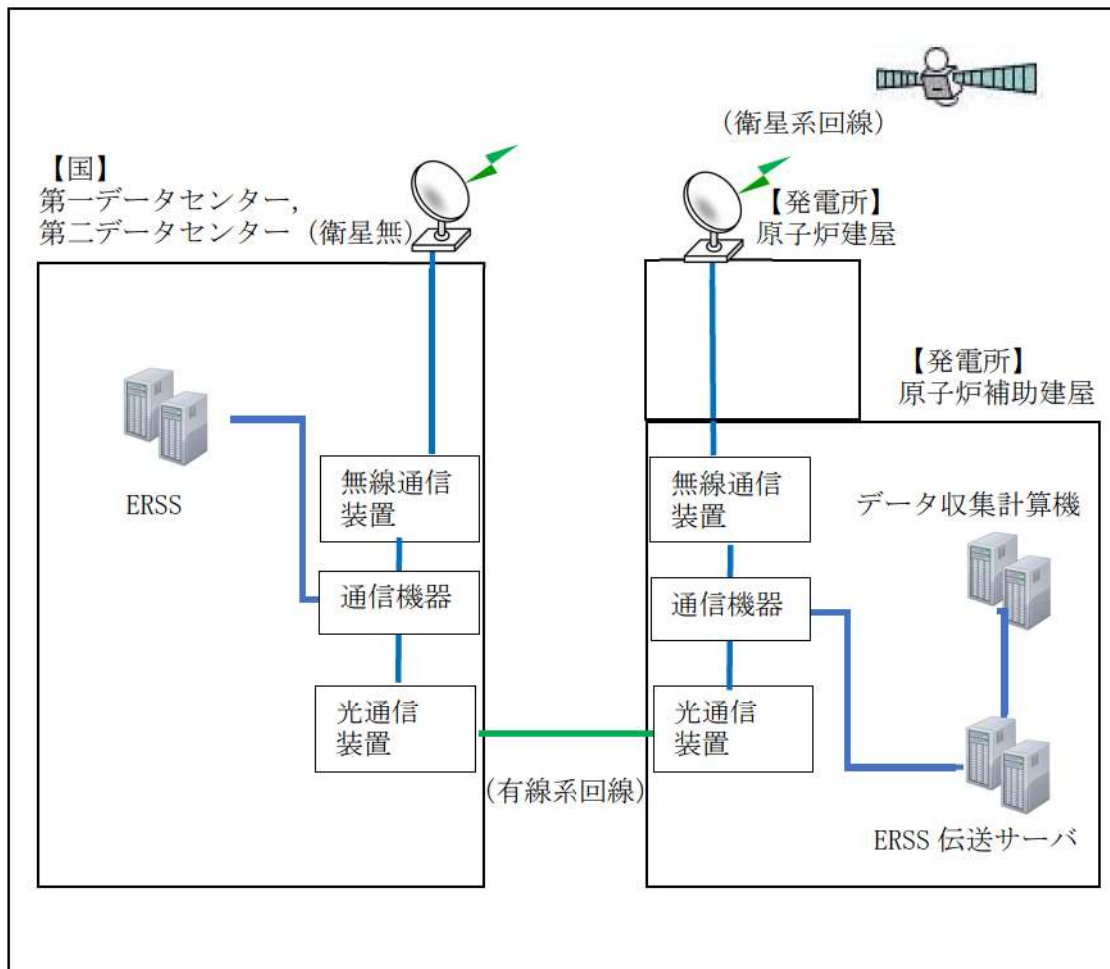 (衛星系回線)
【国】
第一データセンター,
第二データセンター (衛星無)
【発電所】
原子炉建屋
【発電所】
原子炉補助建屋
ERSS
無線通信
装置
通信機器
光通信
装置
(有線系回線)
無線通信
装置
通信機器
光通信
装置
データ収集計算機
ERSS 伝送サーバ